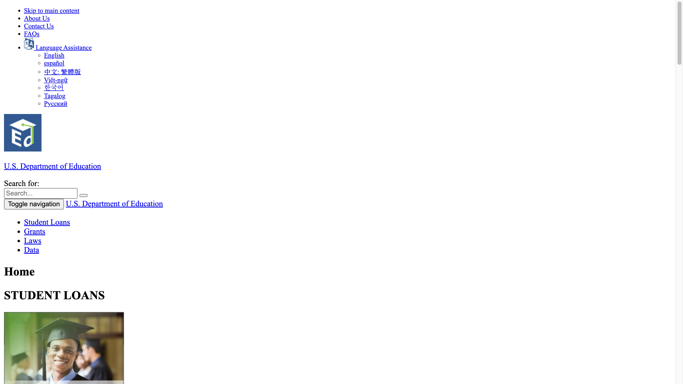 Skip to main content
About Us
Contact Us
FAQs
Language Assistance
English
español
中文: 繁體版
Việt-ngữ
한국어
Tagalog
Русский
Ed
U.S. Department of Education
Search for:
Search...
Toggle navigation U.S. Department of Education
Student Loans
Grants
Laws
Data
Home
STUDENT LOANS